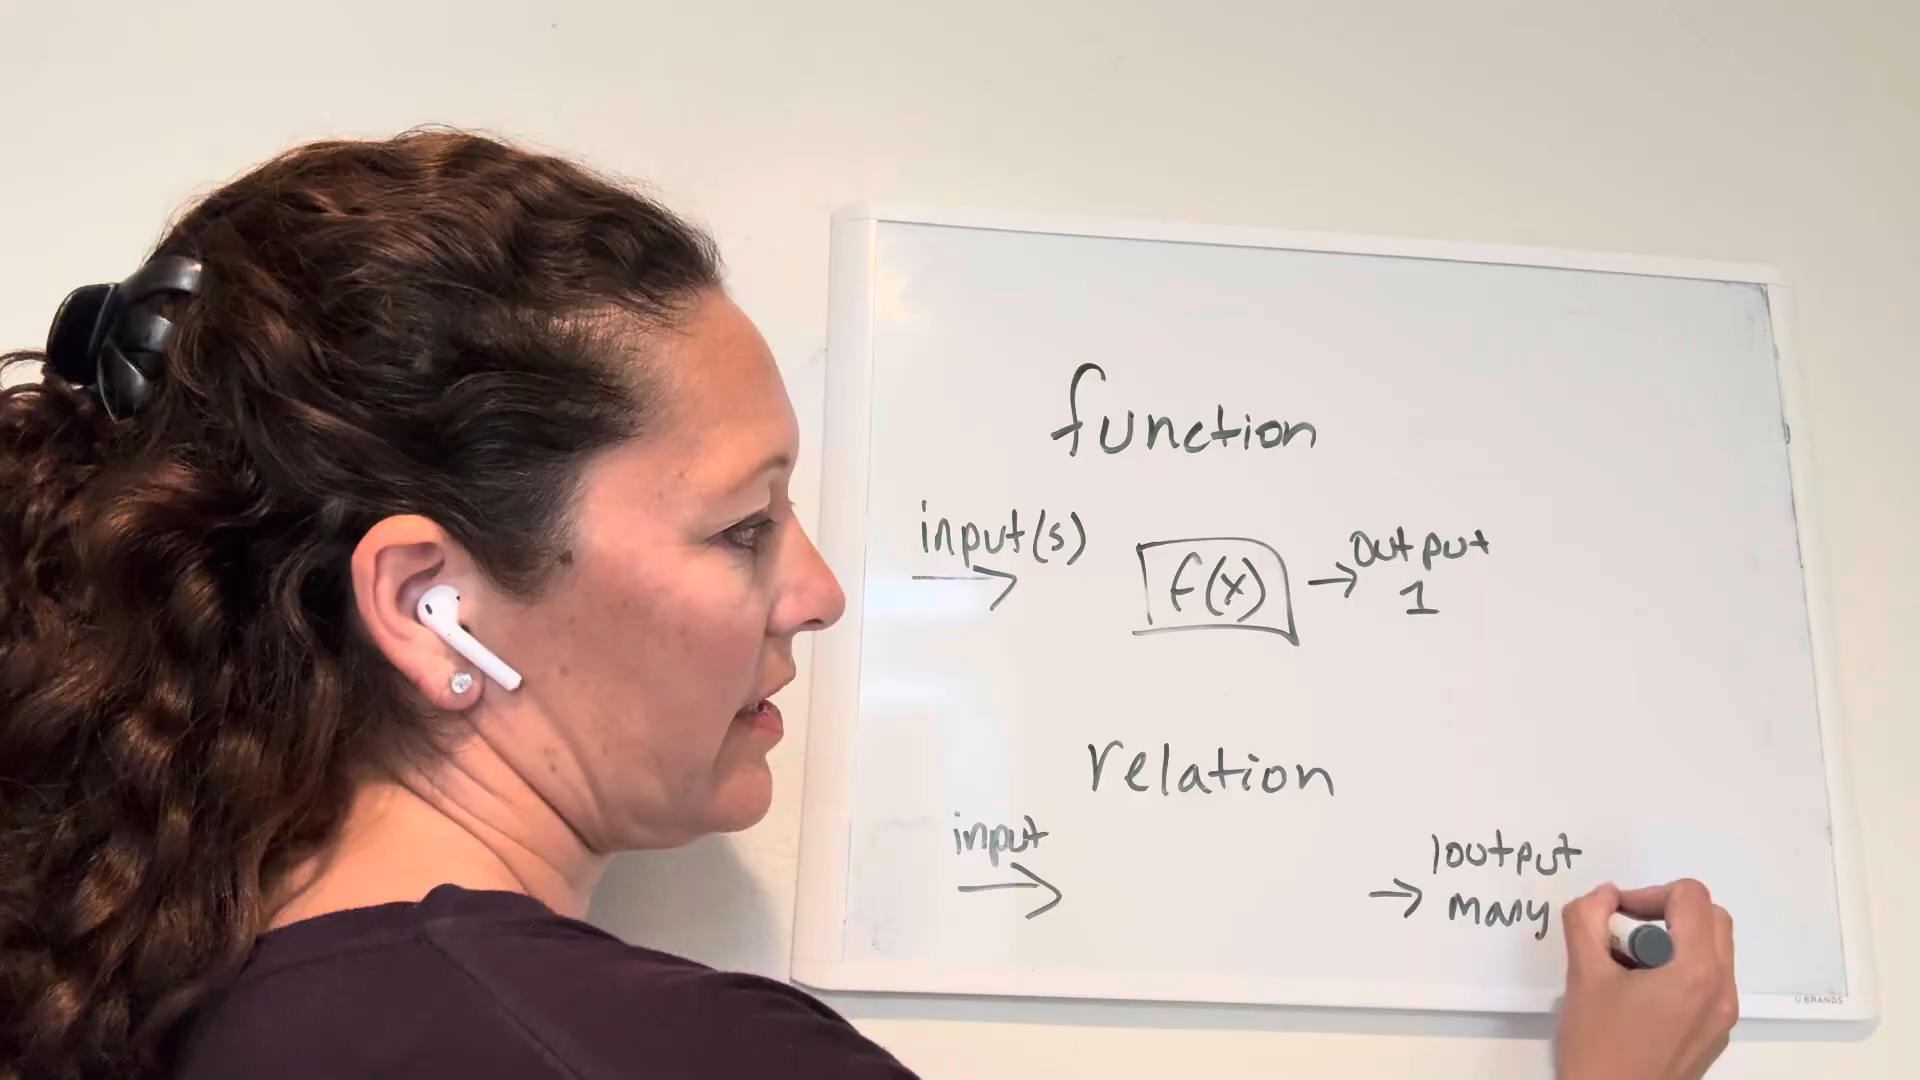 function
input(s)
f(x)
output
1
relation
input
1output
many
U BRANDS